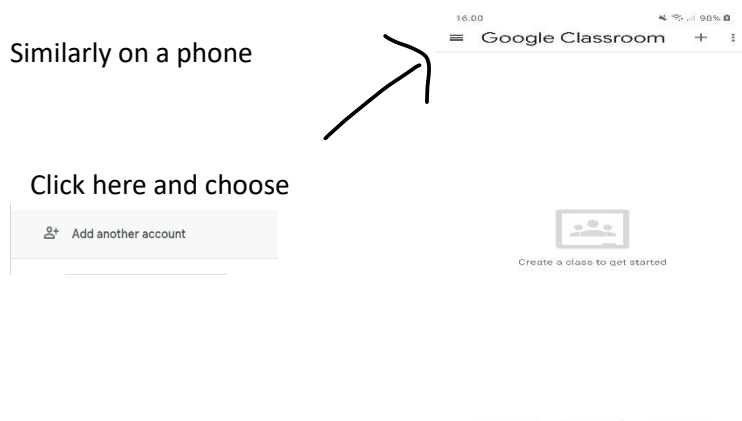 Similarly on a phone
16.00
98%
Google Classroom
Click here and choose
Add another account
Create a class to get started